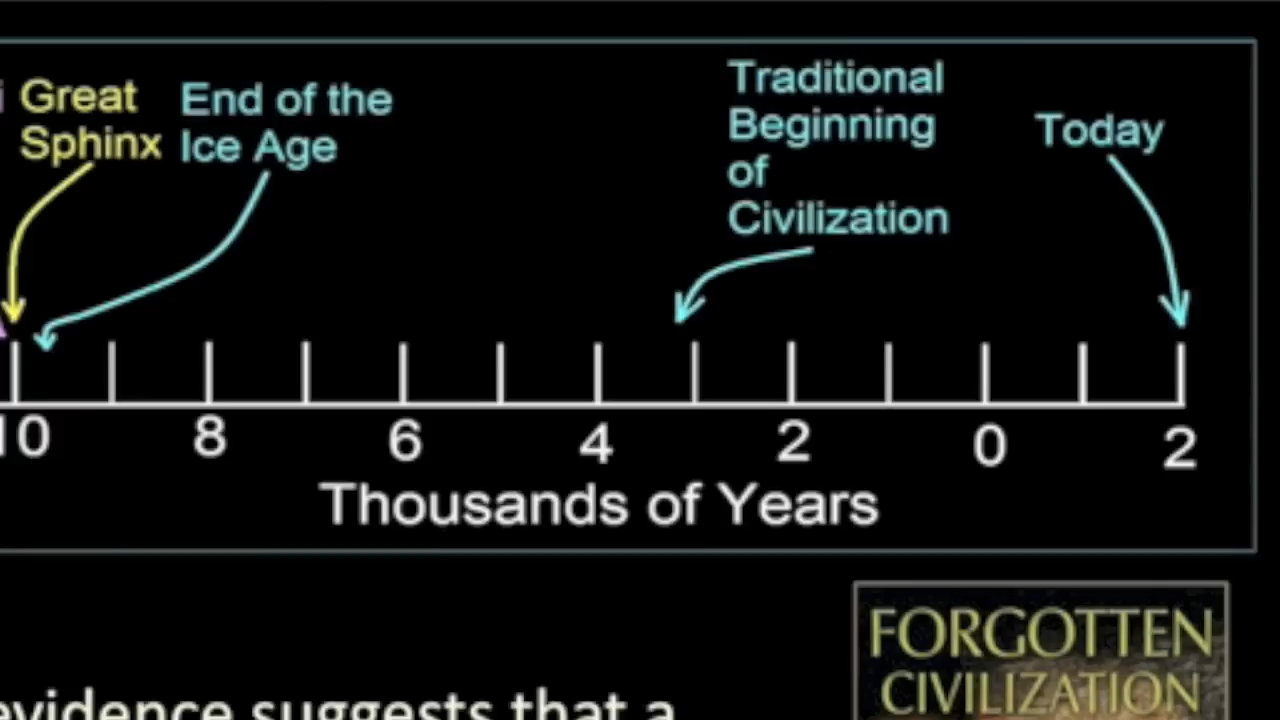 Great
Sphinx
End of the
Ice Age
Traditional
Beginning
of
Civilization
Today
10 8 6 4 2 0 2
Thousands of Years
FORGOTTEN
CIVILIZATION
evidence suggests that a